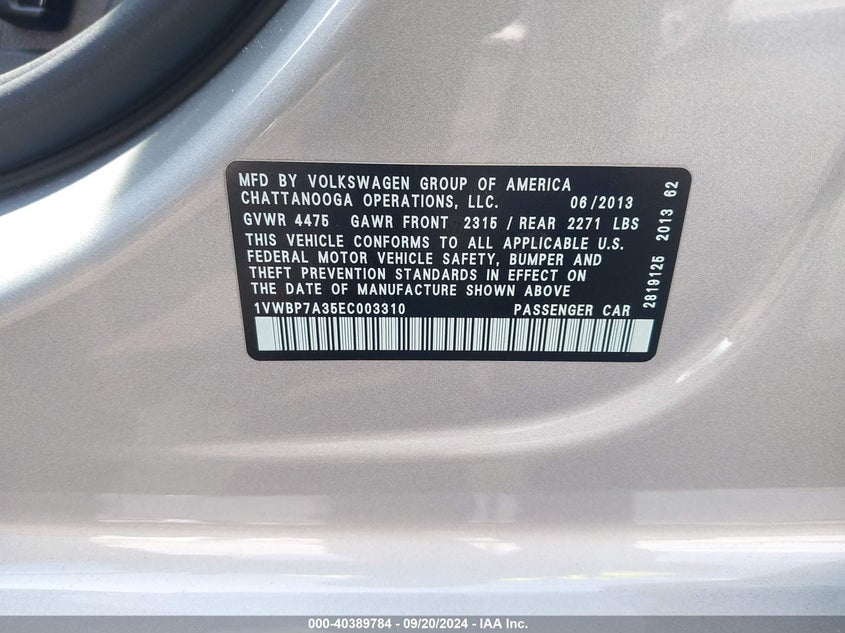 MFD BY VOLKSWAGEN GROUP OF AMERICA
CHATTANOOGA OPERATIONS, LLC. 06/2013
GVWR 4475 GAWR FRONT 2315 / REAR 2271 LBS
THIS VEHICLE CONFORMS TO ALL APPLICABLE U.S.
FEDERAL MOTOR VEHICLE SAFETY, BUMPER AND
THEFT PREVENTION STANDARDS IN EFFECT ON
THE DATE OF MANUFACTURE SHOWN ABOVE
1VWBP7A35EC003310 PASSENGER CAR
2819125 2013 62
000-40389784 - 09/20/2024 - IAA Inc.